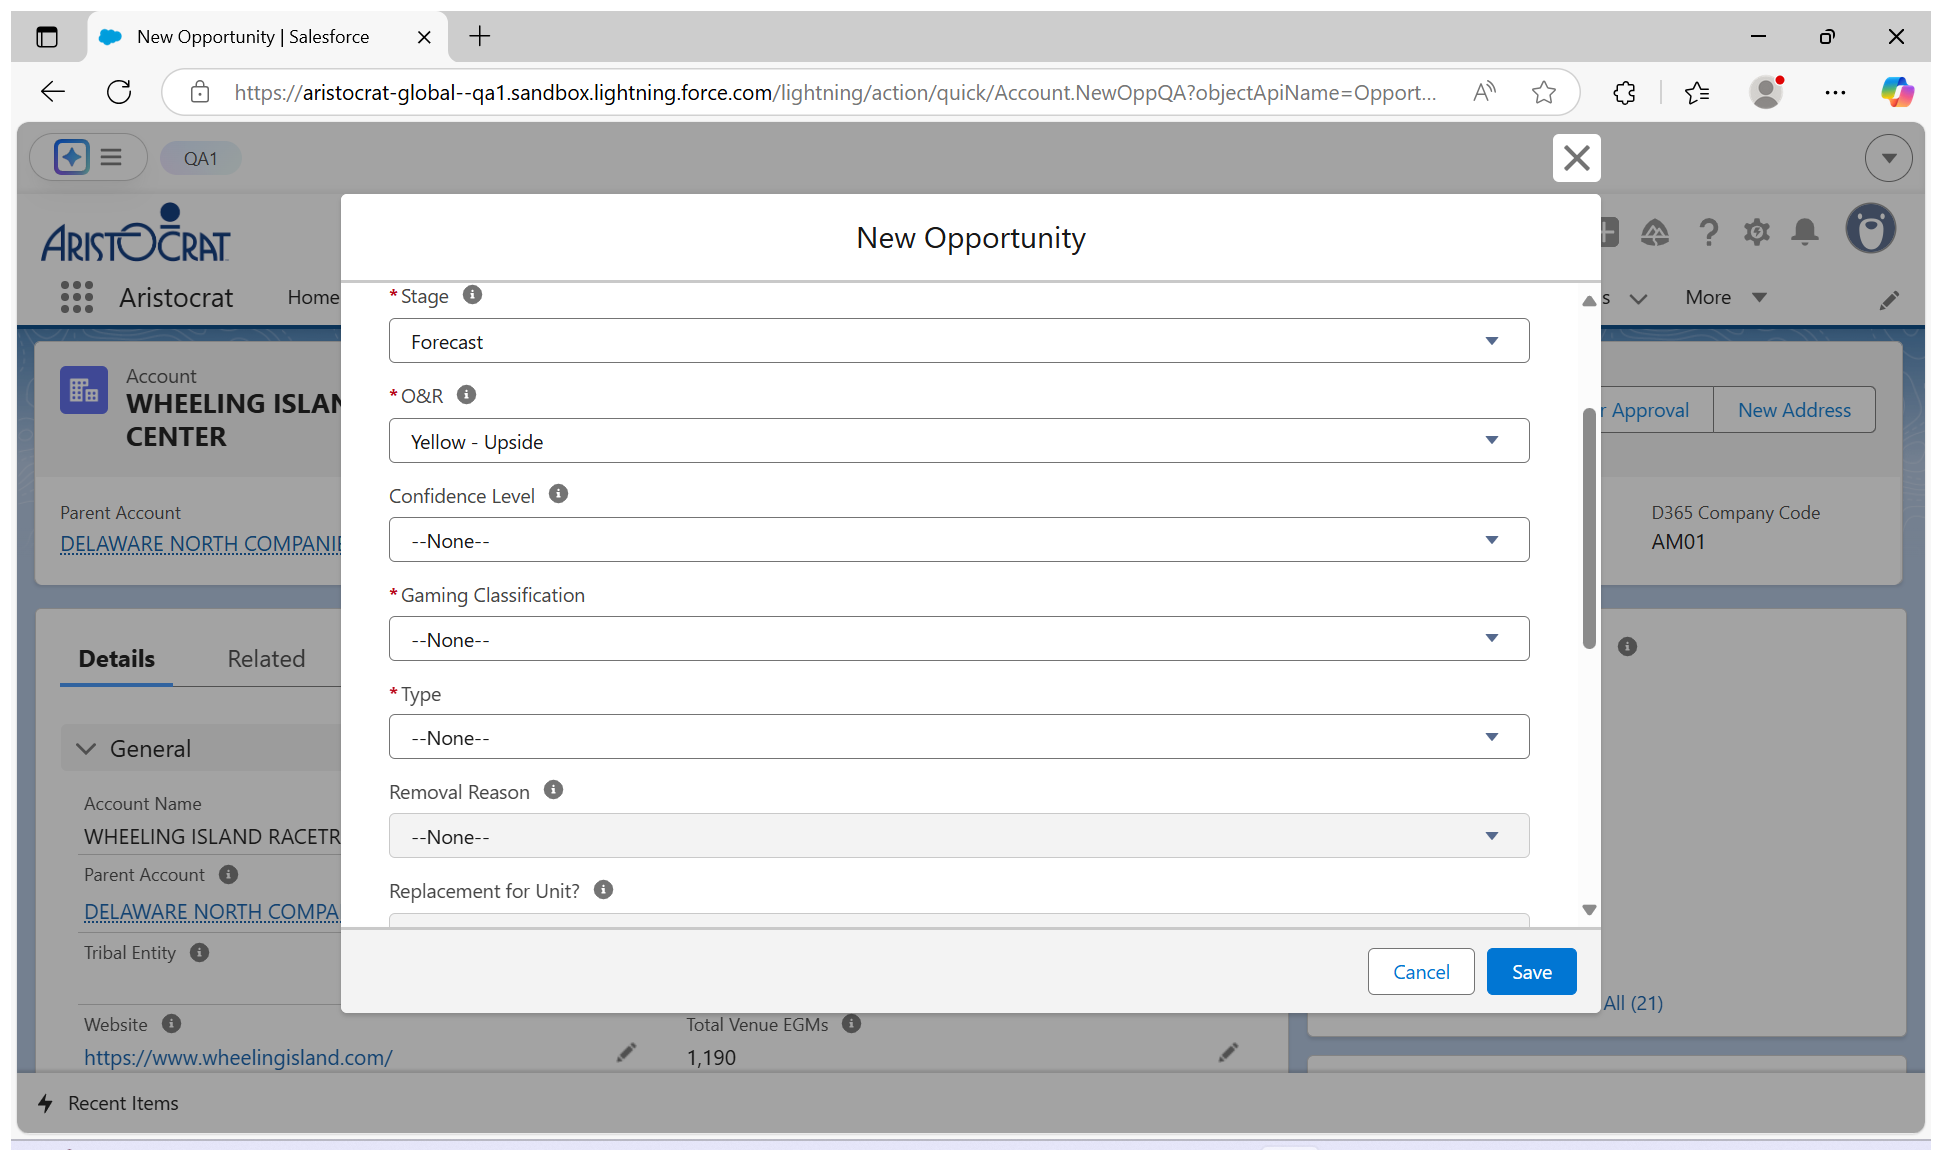 New Opportunity | Salesforce
https://aristocrat-global--qa1.sandbox.lightning.force.com/lightning/action/quick/Account.NewOppQA?objectApiName=Opport...
QA1
New Opportunity
ARISTOCRAT
Aristocrat
Home
s
More
* Stage
Forecast
* O&R
Yellow - Upside
Confidence Level
--None--
* Gaming Classification
--None--
* Type
--None--
Removal Reason
--None--
Replacement for Unit?
Cancel
Save
Account
WHEELING ISLAN
CENTER
r Approval
New Address
Parent Account
DELAWARE NORTH COMPANIE
D365 Company Code
AM01
Details
Related
General
Account Name
WHEELING ISLAND RACETR
Parent Account
DELAWARE NORTH COMPA
Tribal Entity
All (21)
Website
https://www.wheelingisland.com/
Total Venue EGMs
1,190
Recent Items